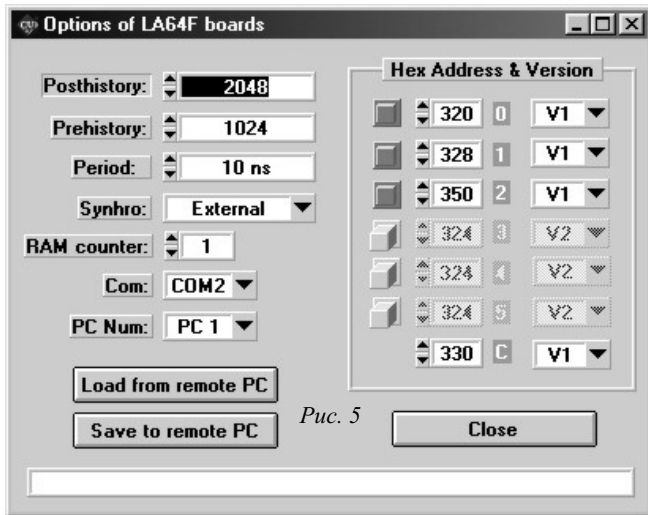 Options of LA64F boards
Posthistory: 2048
Prehistory: 1024
Period: 10 ns
Synhro: External
RAM counter: 1
Com: COM2
PC Num: PC 1
Load from remote PC
Save to remote PC
Hex Address & Version
320 0 V1
328 1 V1
350 2 V1
324 3 V2
324 4 V2
324 5 V2
330 C V1
Рис. 5
Close